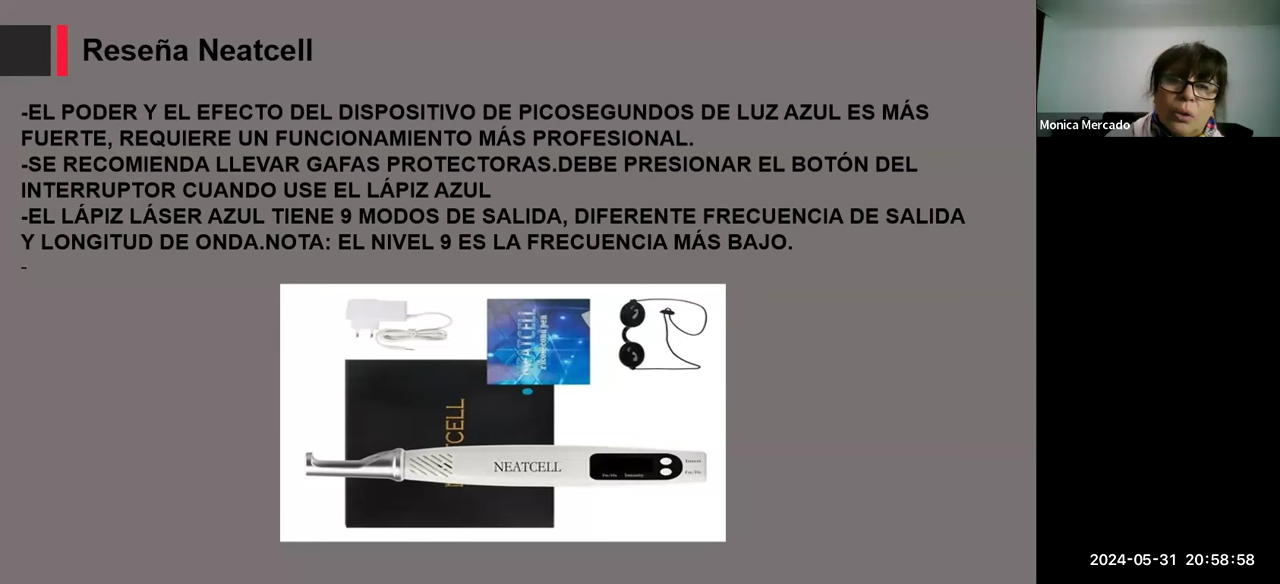 Reseña Neatcell
-EL PODER Y EL EFECTO DEL DISPOSITIVO DE PICOSEGUNDOS DE LUZ AZUL ES MÁS
FUERTE, REQUIERE UN FUNCIONAMIENTO MÁS PROFESIONAL.
-SE RECOMIENDA LLEVAR GAFAS PROTECTORAS.DEBE PRESIONAR EL BOTÓN DEL
INTERRUPTOR CUANDO USE EL LÁPIZ AZUL
-EL LÁPIZ LÁSER AZUL TIENE 9 MODOS DE SALIDA, DIFERENTE FRECUENCIA DE SALIDA
Y LONGITUD DE ONDA.NOTA: EL NIVEL 9 ES LA FRECUENCIA MÁS BAJO.
-
NEATCELL
Picosecond pen
TCELL
NEATCELL
Monica Mercado
2024-05-31 20:58:58